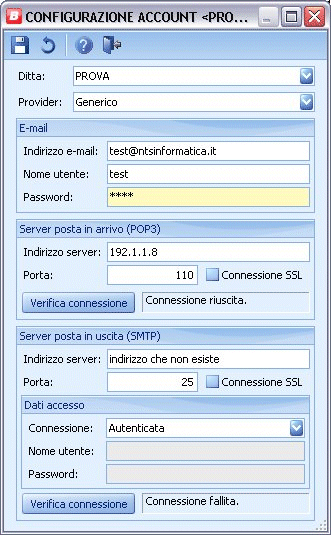 B CONFIGURAZIONE ACCOUNT <PRO...
Ditta: PROVA
Provider: Generico
E-mail
Indirizzo e-mail: test@ntsinformatica.it
Nome utente: test
Password: ****
Server posta in arrivo (POP3)
Indirizzo server: 192.1.1.8
Porta: 110 Connessione SSL
Verifica connessione Connessione riuscita.
Server posta in uscita (SMTP)
Indirizzo server: indirizzo che non esiste
Porta: 25 Connessione SSL
Dati accesso
Connessione: Autenticata
Nome utente:
Password:
Verifica connessione Connessione fallita.